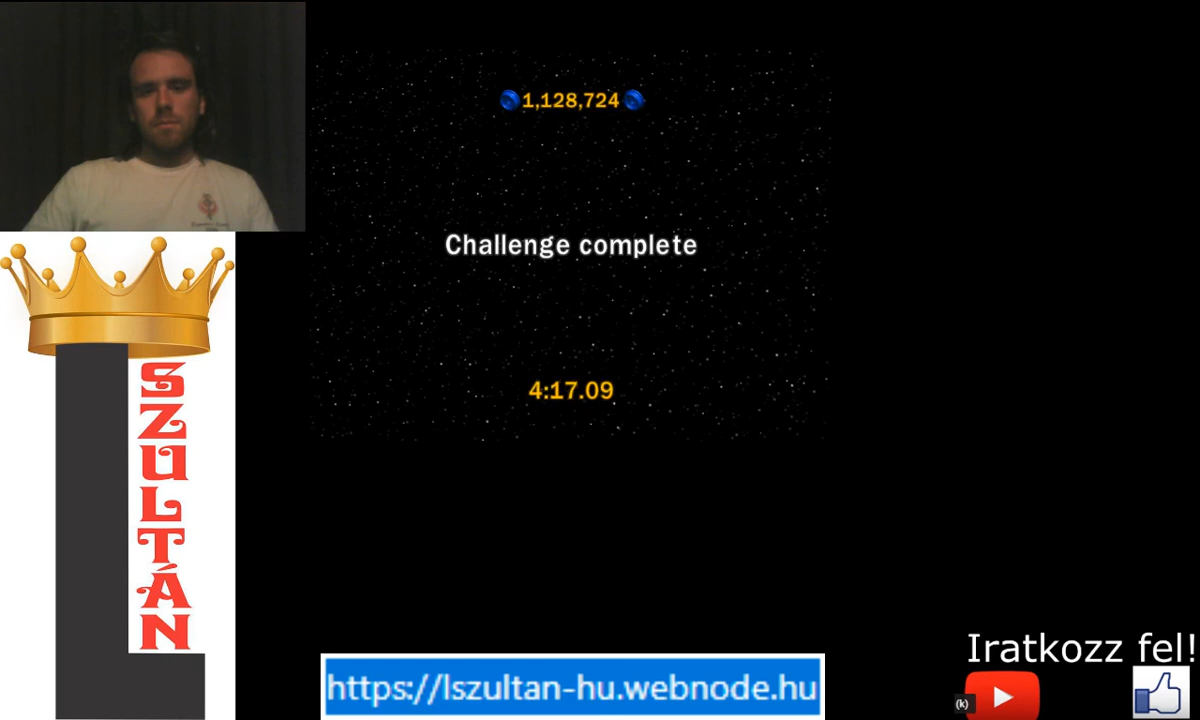 1,128,724
Challenge complete
4:17.09
L
SZULTÁN
https://lszultan-hu.webnode.hu
Iratkozz fel!
(k)